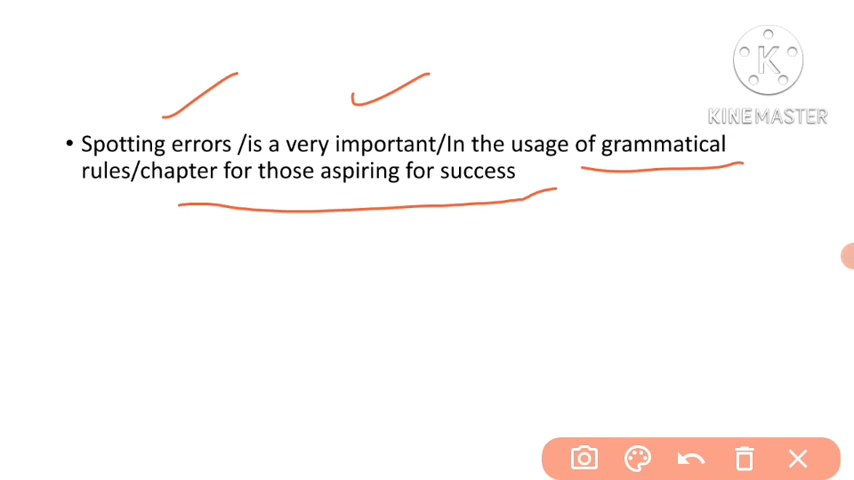 KINEMASTER
• Spotting errors /is a very important/In the usage of grammatical
rules/chapter for those aspiring for success